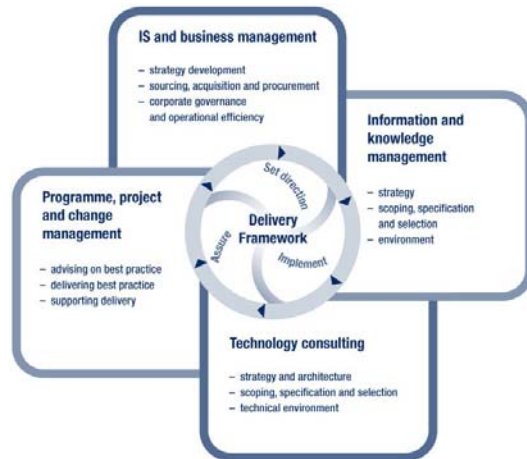 IS and business management
– strategy development
– sourcing, acquisition and procurement
– corporate governance
and operational efficiency
Information and
knowledge management
– strategy
– scoping, specification
and selection
– environment
Programme, project
and change
management
– advising on best practice
– delivering best practice
– supporting delivery
Set direction
Delivery
Framework
Assure
Implement
Technology consulting
– strategy and architecture
– scoping, specification and selection
– technical environment